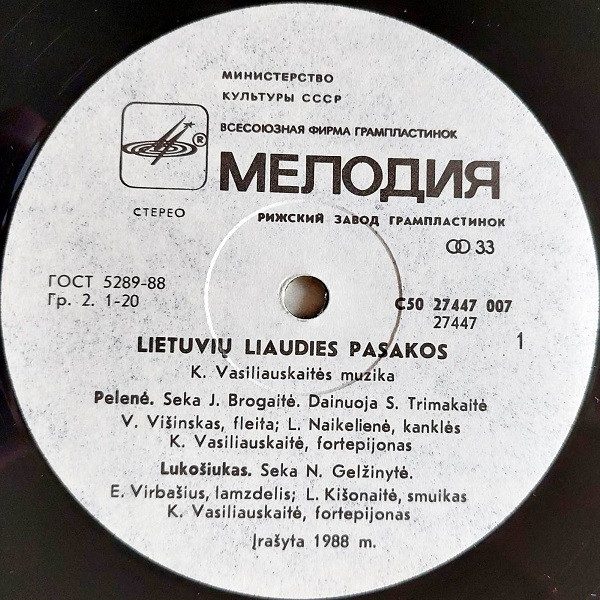 МИНИСТЕРСТВО
КУЛЬТУРЫ СССР
ВСЕСОЮЗНАЯ ФИРМА ГРАМПЛАСТИНОК
®
МЕЛОДИЯ
СТЕРЕО
РИЖСКИЙ ЗАВОД ГРАМПЛАСТИНОК
33
ГОСТ 5289-88
Гр. 2. 1-20
С50 27447 007
27447
1
LIETUVIŲ LIAUDIES PASAKOS
K. Vasiliauskaitės muzika
Pelenė. Seka J. Brogaitė. Dainuoja S. Trimakaitė
V. Višinskas, fleita; L. Naikelienė, kanklės
K. Vasiliauskaitė, fortepijonas
Lukošiukas. Seka N. Gelžinytė.
E. Virbašius, lamzdelis; L. Kišonaitė, smuikas
K. Vasiliauskaitė, fortepijonas
Įrašyta 1988 m.